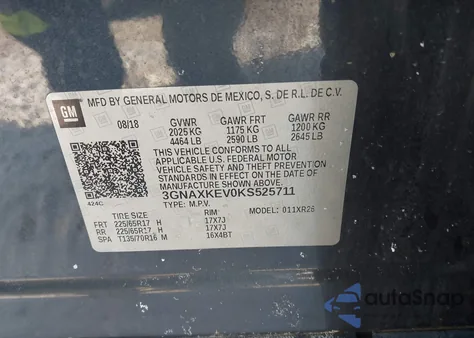 GM
MFD BY GENERAL MOTORS DE MEXICO, S. DE R.L. DE C.V.
08/18 GVWR GAWR FRT GAWR RR
2025 KG 1175 KG 1200 KG
4464 LB 2590 LB 2645 LB
THIS VEHICLE CONFORMS TO ALL
APPLICABLE U.S. FEDERAL MOTOR
VEHICLE SAFETY AND THEFT PREVENTION
STANDARDS IN EFFECT ON THE DATE OF
3GNAXKEV0KS525711
424C TYPE: M.P.V. MODEL: 011XR26
TIRE SIZE RIM
FRT 225/65R17 H 17X7J
RR 225/65R17 H 17X7J
SPA T135/70R16 M 16X4BT
autoSnap